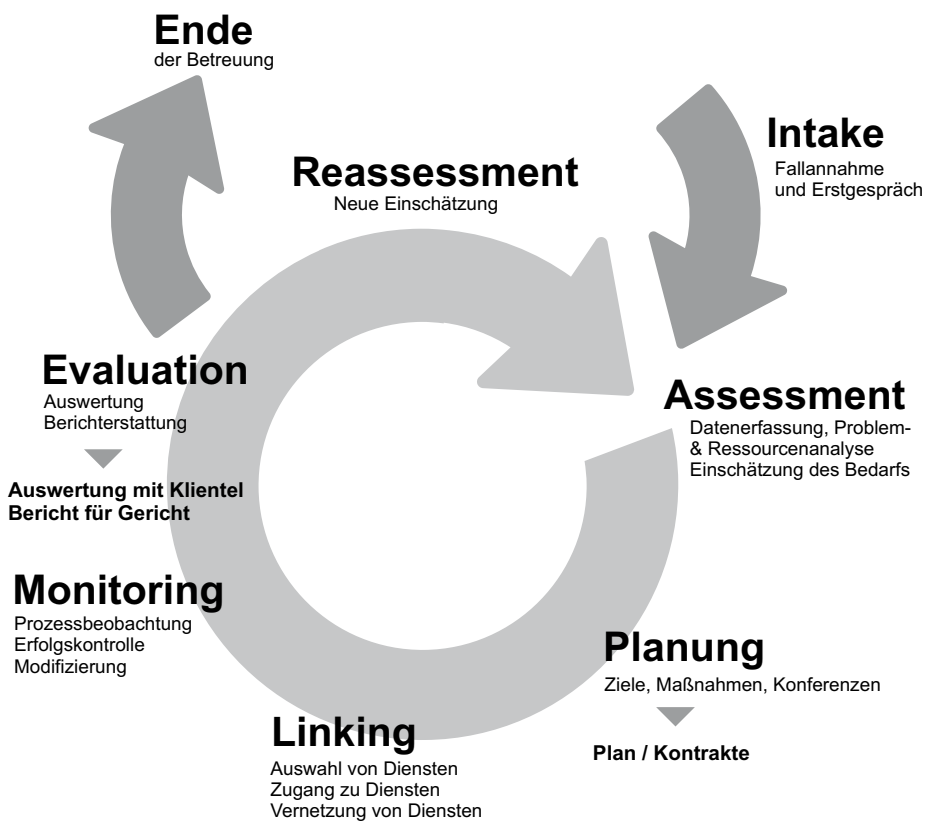 Ende
der Betreuung
Intake
Fallannahme
und Erstgespräch
Reassessment
Neue Einschätzung
Evaluation
Auswertung
Berichterstattung
Auswertung mit Klientel
Bericht für Gericht
Assessment
Datenerfassung, Problem-
& Ressourcenanalyse
Einschätzung des Bedarfs
Monitoring
Prozessbeobachtung
Erfolgskontrolle
Modifizierung
Planung
Ziele, Maßnahmen, Konferenzen
Plan / Kontrakte
Linking
Auswahl von Diensten
Zugang zu Diensten
Vernetzung von Diensten